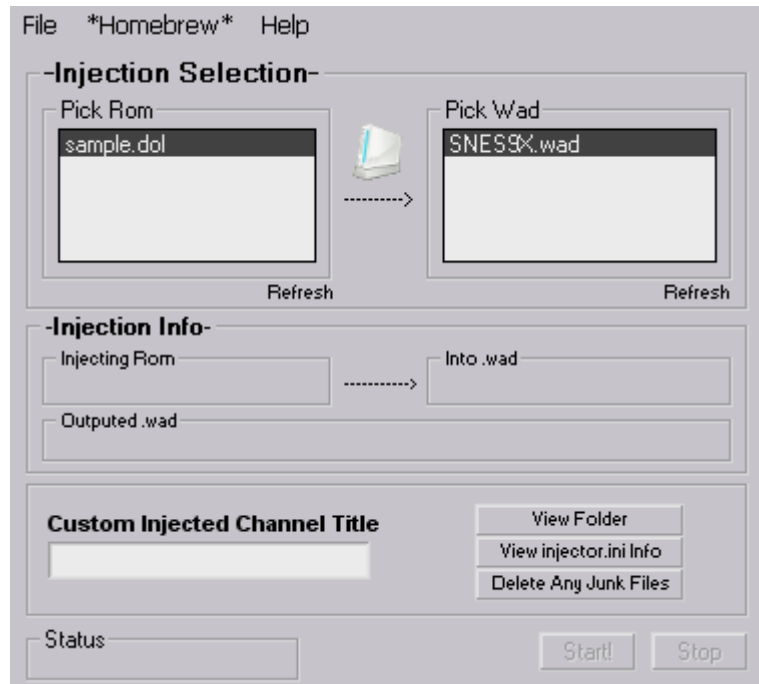 File *Homebrew* Help
-Injection Selection-
Pick Rom
sample.dol
Refresh
---------->
Pick Wad
SNES9X.wad
Refresh
-Injection Info-
Injecting Rom
----------->
Into .wad
Outputed .wad
Custom Injected Channel Title
View Folder
View injector.ini Info
Delete Any Junk Files
Status
Start!
Stop